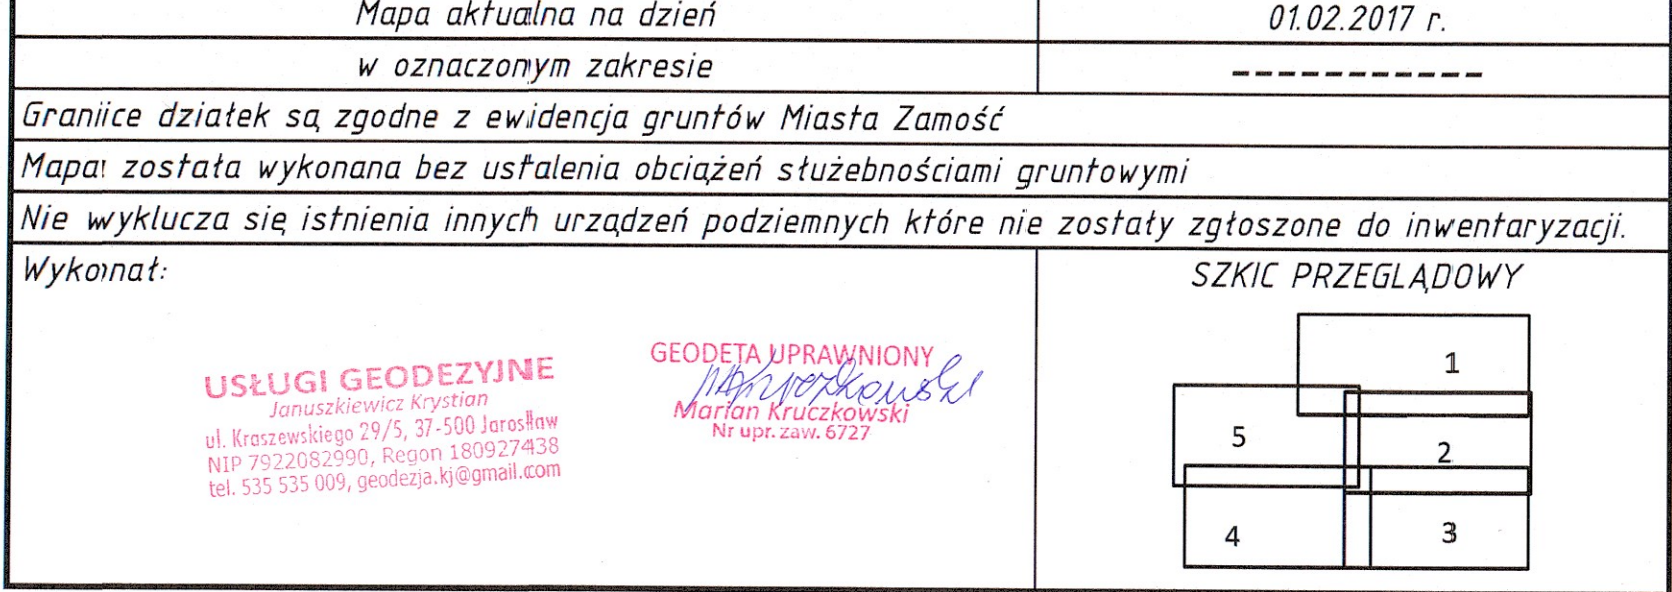 Mapa aktualna na dzień
01.02.2017 r.
w oznaczonym zakresie
Granice działek są zgodne z ewidencja gruntów Miasta Zamość
Mapa została wykonana bez ustalenia obciążeń służebnościami gruntowymi
Nie wyklucza się istnienia innych urządzeń podziemnych które nie zostały zgłoszone do inwentaryzacji.
Wykonał:
USŁUGI GEODEZYJNE
Januszkiewicz Krystian
ul. Kraszewskiego 29/5, 37-500 Jarosław
NIP 7922082990, Regon 180927438
tel. 535 535 009, geodezja.kj@gmail.com
GEODETA UPRAWNIONY
Marian Kruczkowski
Nr upr. zaw. 6727
SZKIC PRZEGLĄDOWY
1
5
2
4
3